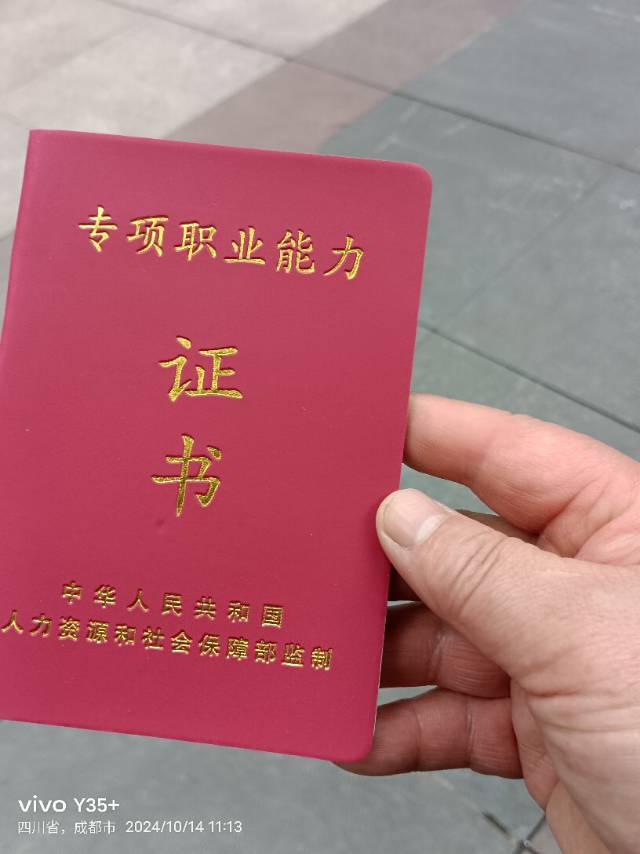 专项职业能力
证
书
中华人民共和国
人力资源和社会保障部监制
vivo Y35+
四川省，成都市 2024/10/14 11:13